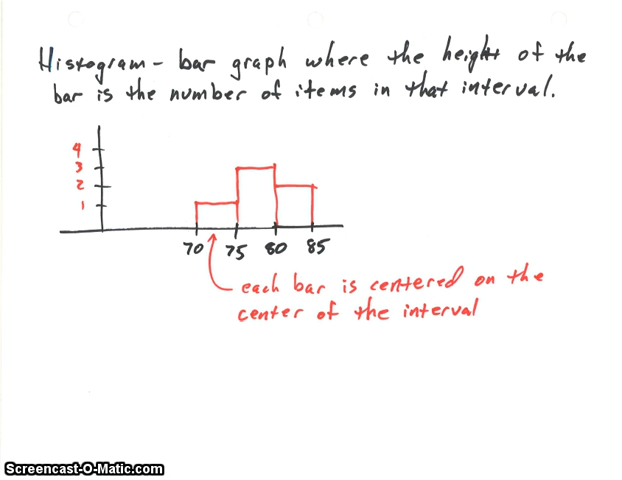 Histogram - bar graph where the height of the
bar is the number of items in that interval.
4
3
2
1
70 75 80 85
each bar is centered on the
center of the interval
Screencast-O-Matic.com